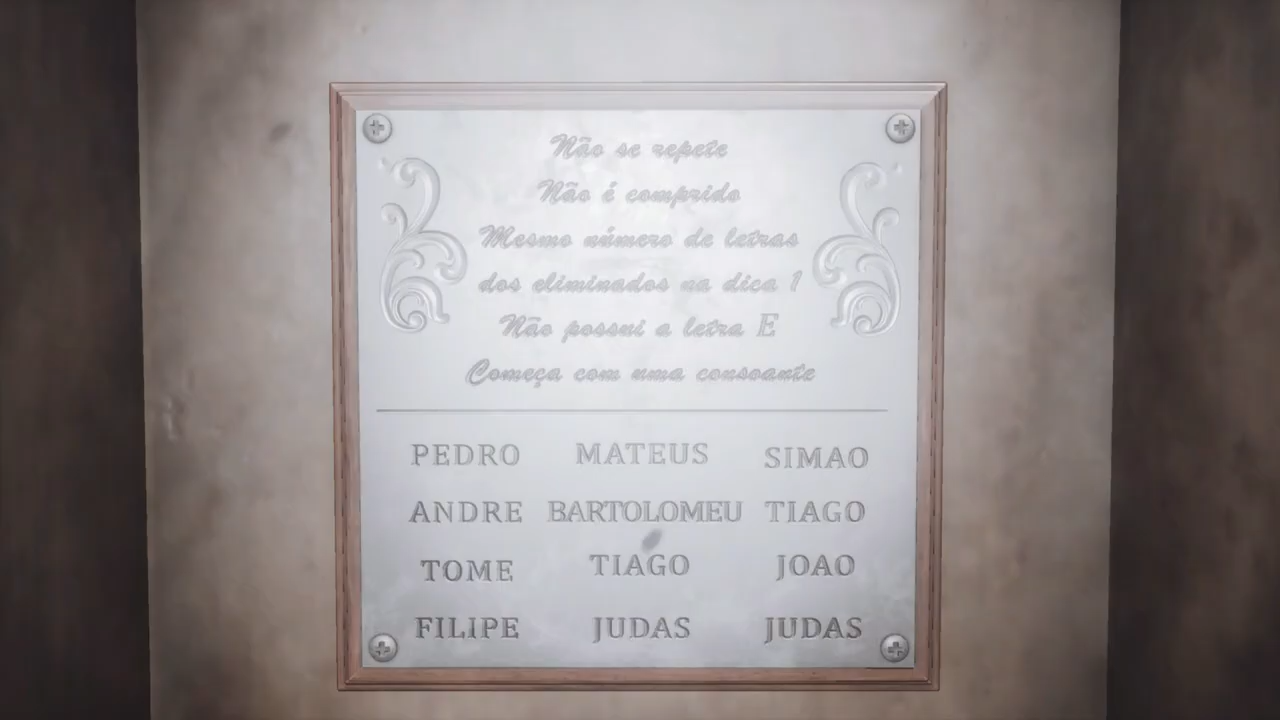 Não se repete
Não é comprido
Mesmo número de letras
dos eliminados na dica 1
Não possui a letra E
Começa com uma consoante
PEDRO MATEUS SIMAO
ANDRE BARTOLOMEU TIAGO
TOME TIAGO JOAO
FILIPE JUDAS JUDAS